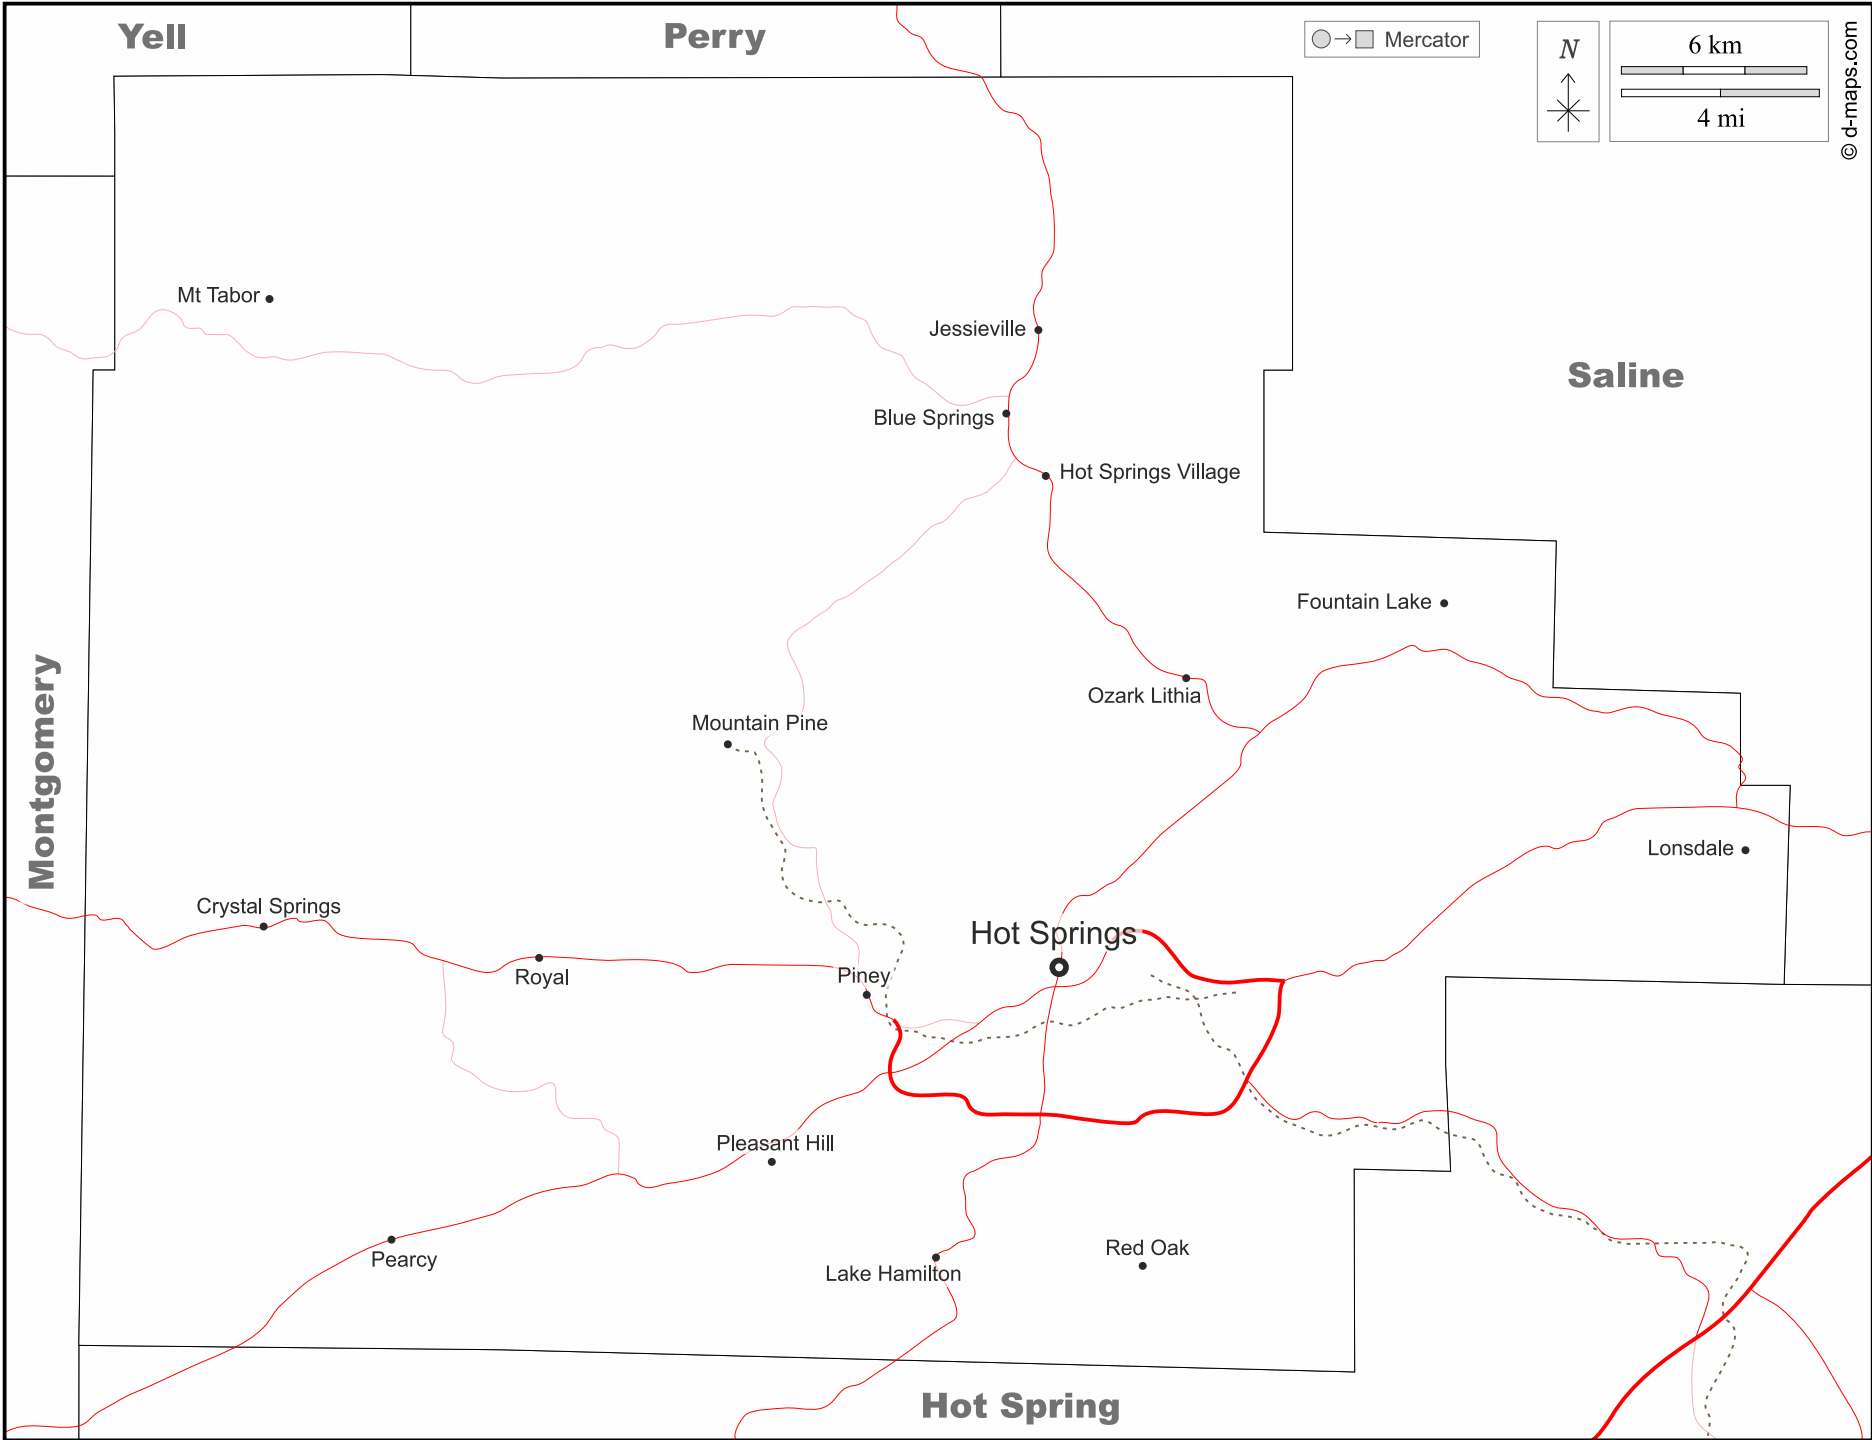 Yell
Perry
Mercator
N
6 km
4 mi
© d-maps.com
Mt Tabor
Jessieville
Saline
Blue Springs
Hot Springs Village
Fountain Lake
Ozark Lithia
Montgomery
Mountain Pine
Lonsdale
Crystal Springs
Hot Springs
Royal
Piney
Pleasant Hill
Pearcy
Lake Hamilton
Red Oak
Hot Spring